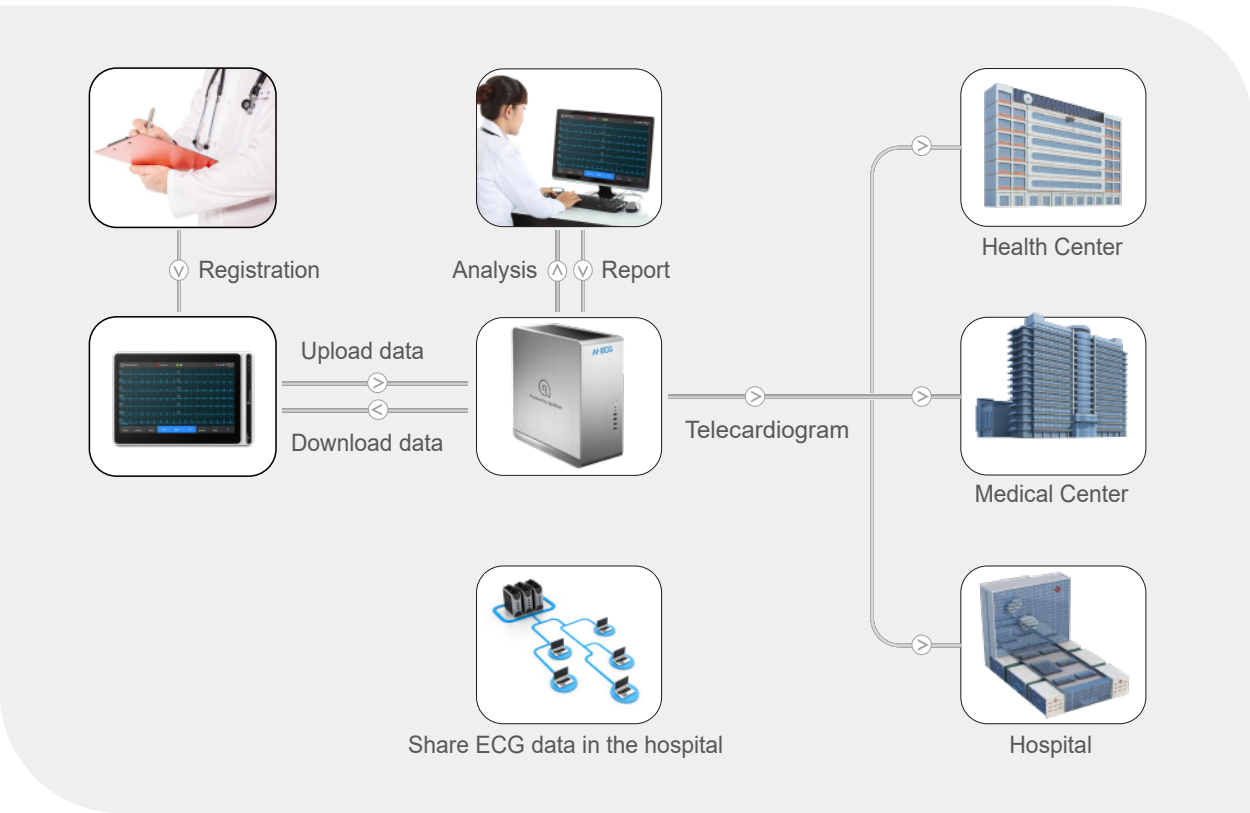 Registration
Analysis
Report
Health Center
Upload data
Download data
AI-ECG
Telecardiogram
Medical Center
Share ECG data in the hospital
Hospital